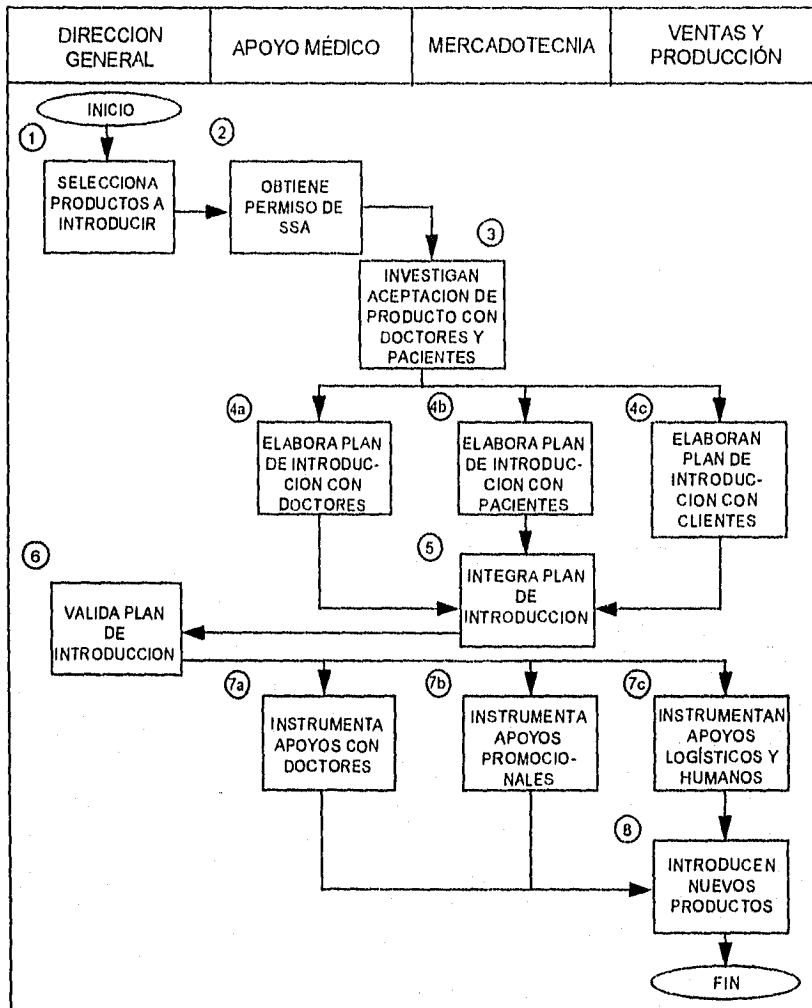 DIRECCION
GENERAL
APOYO MÉDICO
MERCADOTECNIA
VENTAS Y
PRODUCCIÓN
INICIO
1
SELECCIONA
PRODUCTOS A
INTRODUCIR
2
OBTIENE
PERMISO DE
SSA
3
INVESTIGAN
ACEPTACION DE
PRODUCTO CON
DOCTORES Y
PACIENTES
4a
ELABORA PLAN
DE INTRODUC-
CION CON
DOCTORES
4b
ELABORA PLAN
DE INTRODUC-
CION CON
PACIENTES
4c
ELABORAN
PLAN DE
INTRODUC-
CION CON
CLIENTES
5
INTEGRA PLAN
DE
INTRODUCCION
6
VALIDA PLAN
DE
INTRODUCCION
7a
INSTRUMENTA
APOYOS CON
DOCTORES
7b
INSTRUMENTA
APOYOS
PROMOCIO-
NALES
7c
INSTRUMENTAN
APOYOS
LOGÍSTICOS Y
HUMANOS
8
INTRODUCEN
NUEVOS
PRODUCTOS
FIN